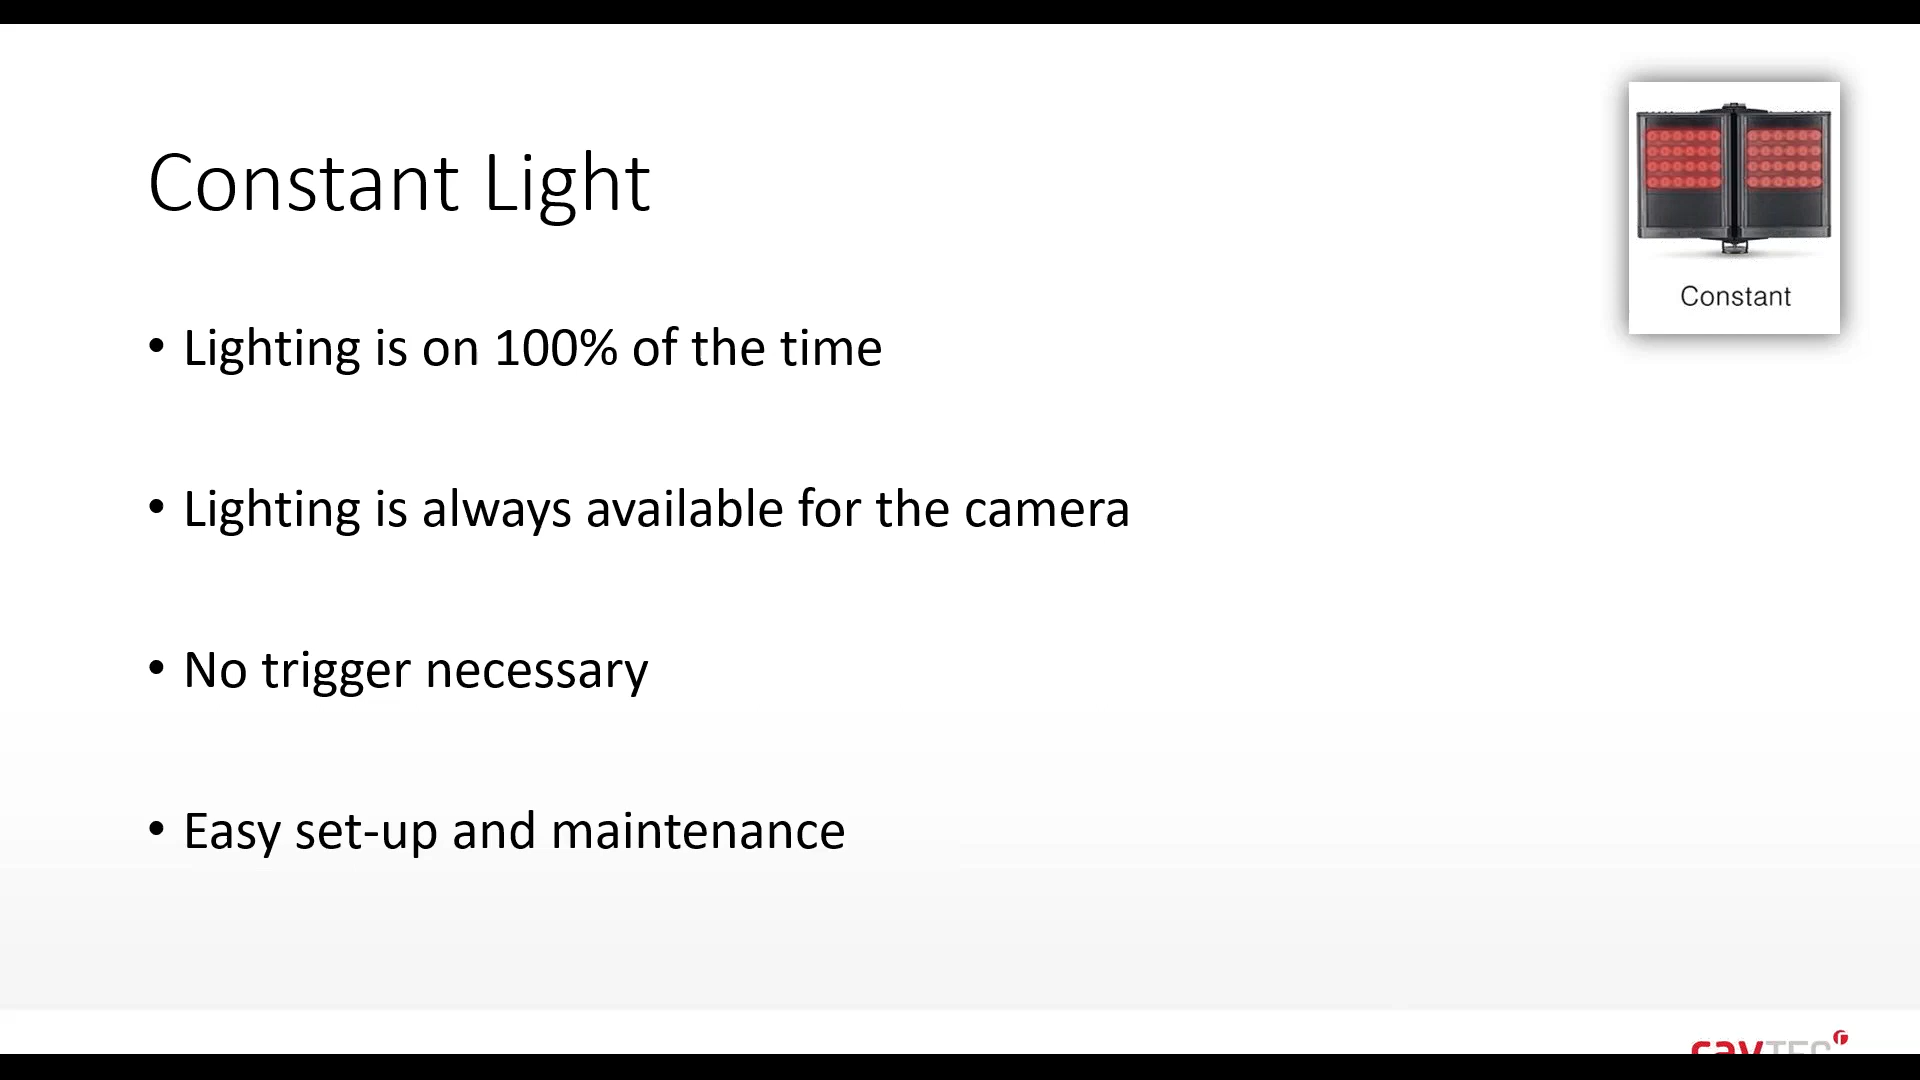 Constant Light
Constant
• Lighting is on 100% of the time
• Lighting is always available for the camera
• No trigger necessary
• Easy set-up and maintenance
rayTEC